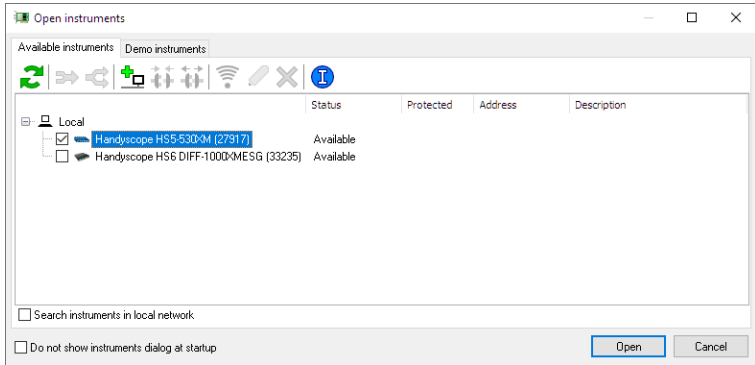 Open instruments
Available instruments Demo instruments
Status Protected Address Description
Local
Handyscope HS5-530XM (27917) Available
Handyscope HS6 DIFF-1000XMESG (33235) Available
Search instruments in local network
Do not show instruments dialog at startup Open Cancel